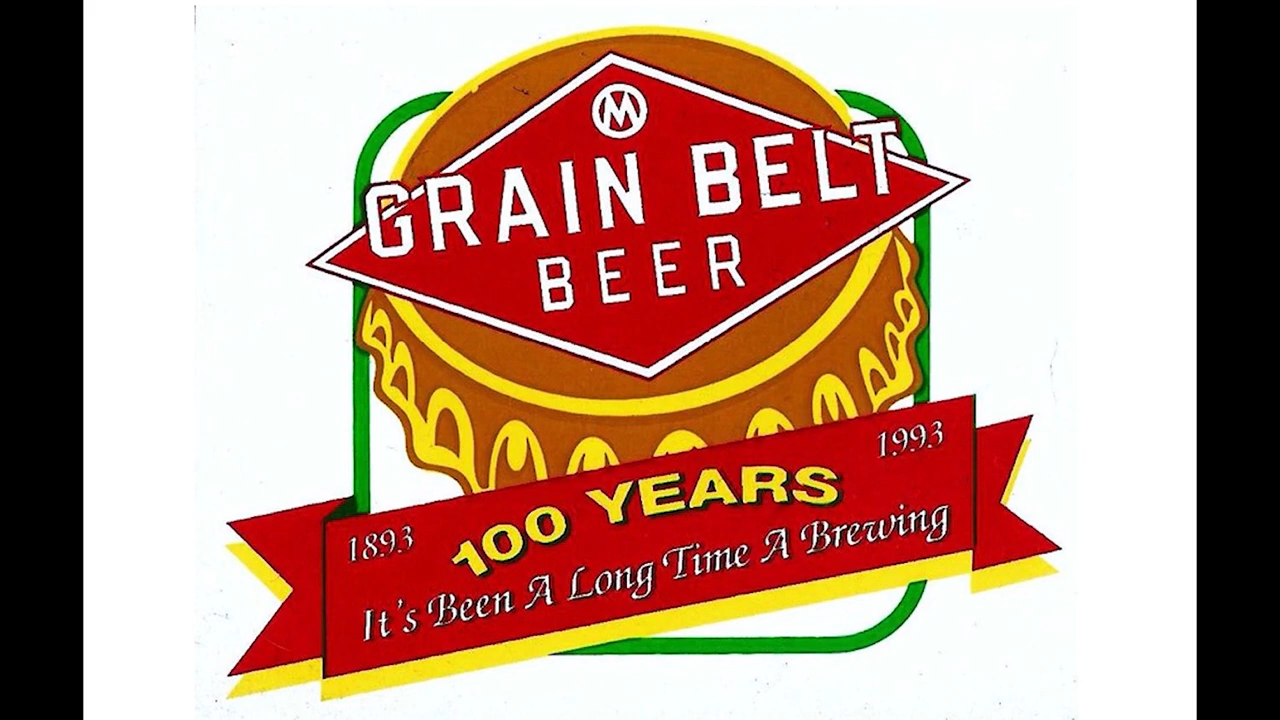 M
GRAIN BELT
BEER
1893
1993
100 YEARS
It's Been A Long Time A Brewing